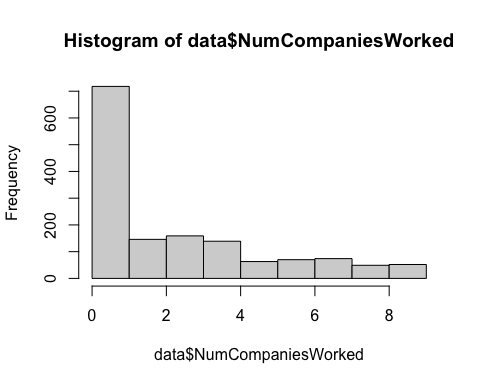 Histogram of data$NumCompaniesWorked
Frequency
600
400
200
0
0 2 4 6 8
data$NumCompaniesWorked